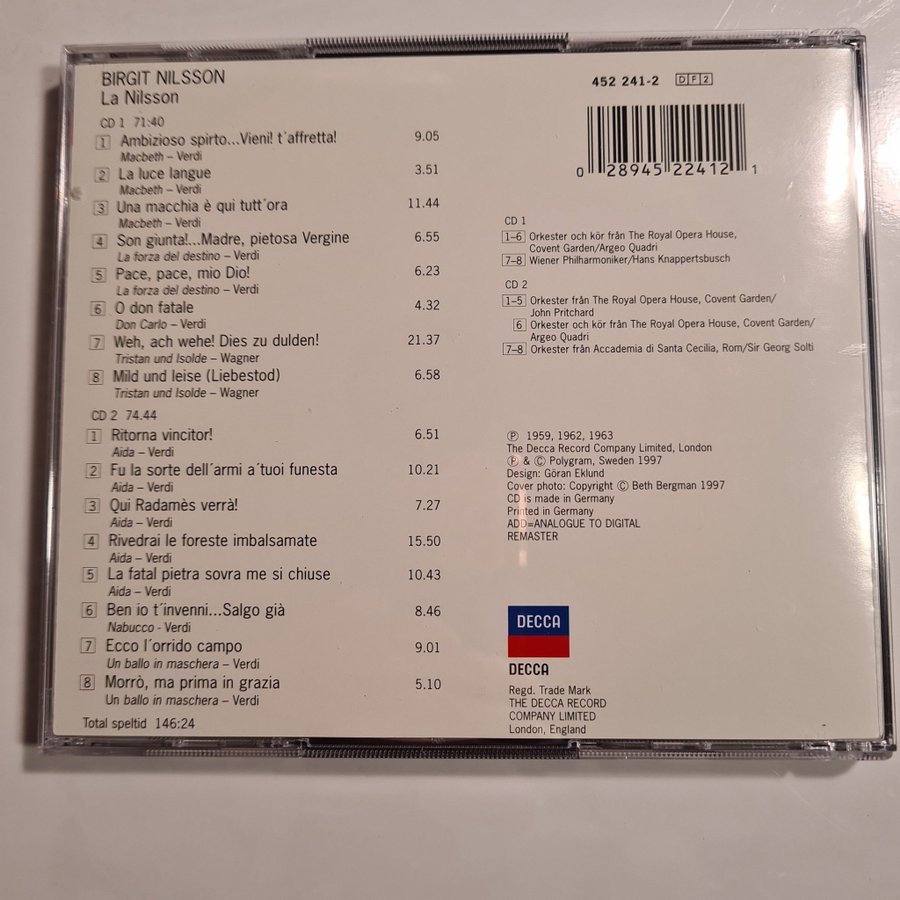 BIRGIT NILSSON
La Nilsson
CD 1 71:40
1 Ambizioso spirto...Vieni! t´affretta! 9.05
Macbeth – Verdi
2 La luce langue 3.51
Macbeth – Verdi
3 Una macchia è qui tutt´ora 11.44
Macbeth – Verdi
4 Son giunta!...Madre, pietosa Vergine 6.55
La forza del destino – Verdi
5 Pace, pace, mio Dio! 6.23
La forza del destino – Verdi
6 O don fatale 4.32
Don Carlo – Verdi
7 Weh, ach wehe! Dies zu dulden! 21.37
Tristan und Isolde – Wagner
8 Mild und leise (Liebestod) 6.58
Tristan und Isolde – Wagner
CD 2 74.44
1 Ritorna vincitor! 6.51
Aida – Verdi
2 Fu la sorte dell´armi a´tuoi funesta 10.21
Aida – Verdi
3 Qui Radamès verrà! 7.27
Aida – Verdi
4 Rivedrai le foreste imbalsamate 15.50
Aida – Verdi
5 La fatal pietra sovra me si chiuse 10.43
Aida – Verdi
6 Ben io t´invenni...Salgo già 8.46
Nabucco - Verdi
7 Ecco l´orrido campo 9.01
Un ballo in maschera – Verdi
8 Morrò, ma prima in grazia 5.10
Un ballo in maschera – Verdi
Total speltid 146:24
452 241-2 DF2
0 28945 22412 1
CD 1
1–6 Orkester och kör från The Royal Opera House,
Covent Garden/Argeo Quadri
7–8 Wiener Philharmoniker/Hans Knappertsbusch
CD 2
1–5 Orkester från The Royal Opera House, Covent Garden/
John Pritchard
6 Orkester och kör från The Royal Opera House, Covent Garden/
Argeo Quadri
7–8 Orkester från Accademia di Santa Cecilia, Rom/Sir Georg Solti
Ⓟ 1959, 1962, 1963
The Decca Record Company Limited, London
Ⓟ & Ⓒ Polygram, Sweden 1997
Design: Göran Eklund
Cover photo: Copyright Ⓒ Beth Bergman 1997
CD is made in Germany
Printed in Germany
ADD=ANALOGUE TO DIGITAL
REMASTER
DECCA
DECCA
Regd. Trade Mark
THE DECCA RECORD
COMPANY LIMITED
London, England